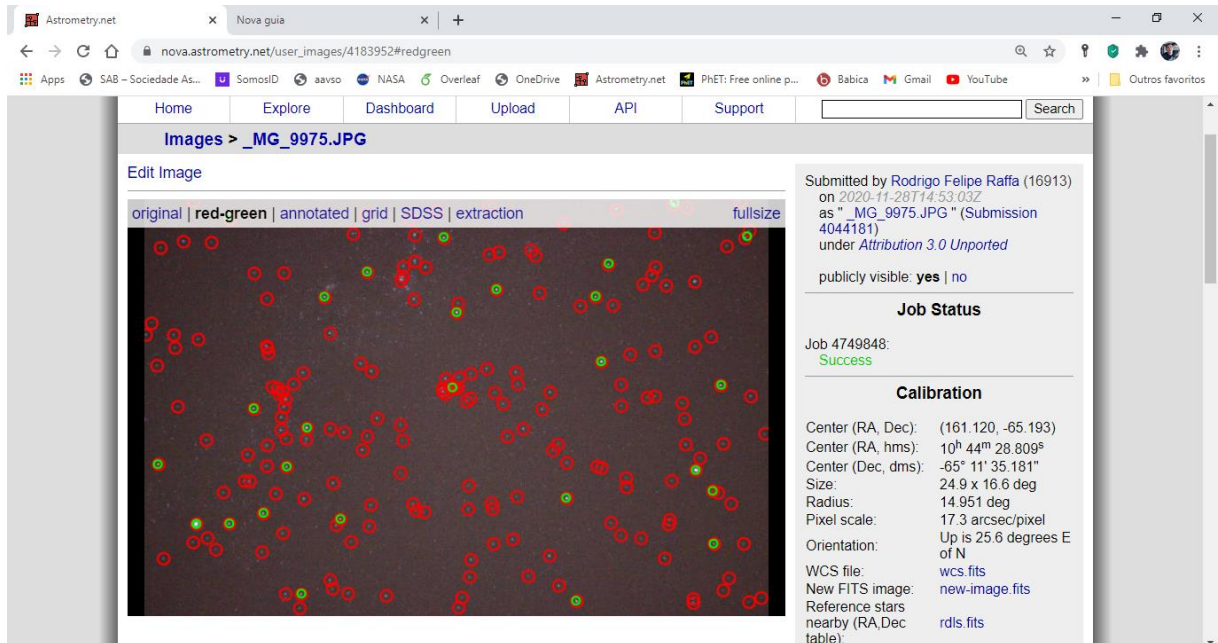 Astrometry.net
Nova guia
nova.astrometry.net/user_images/4183952#redgreen
Apps SAB – Sociedade As... SomosID aavso NASA Overleaf OneDrive Astrometry.net PhET: Free online p... Babica Gmail YouTube » Outros favoritos
Home Explore Dashboard Upload API Support Search
Images > _MG_9975.JPG
Edit Image
original | red-green | annotated | grid | SDSS | extraction fullsize
Submitted by Rodrigo Felipe Raffa (16913)
on 2020-11-28T14:53:03Z
as " _MG_9975.JPG " (Submission
4044181)
under Attribution 3.0 Unported
publicly visible: yes | no
Job Status
Job 4749848:
Success
Calibration
Center (RA, Dec): (161.120, -65.193)
Center (RA, hms): 10h 44m 28.809s
Center (Dec, dms): -65° 11' 35.181"
Size: 24.9 x 16.6 deg
Radius: 14.951 deg
Pixel scale: 17.3 arcsec/pixel
Orientation: Up is 25.6 degrees E
of N
WCS file: wcs.fits
New FITS image: new-image.fits
Reference stars
nearby (RA,Dec rdls.fits
table):